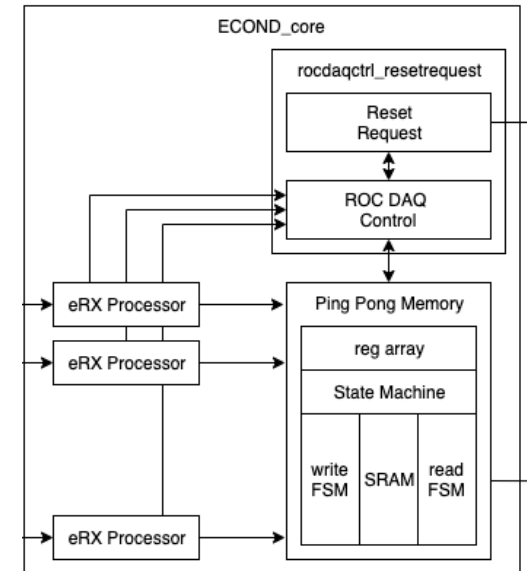 ECOND_core
rocdaqctrl_resetrequest
Reset
Request
ROC DAQ
Control
eRX Processor
Ping Pong Memory
eRX Processor
reg array
State Machine
write
FSM
SRAM
read
FSM
eRX Processor